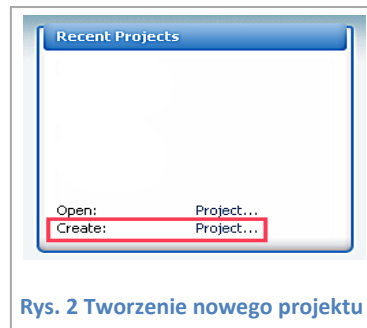 Recent Projects
Open: Project...
Create: Project...
Rys. 2 Tworzenie nowego projektu